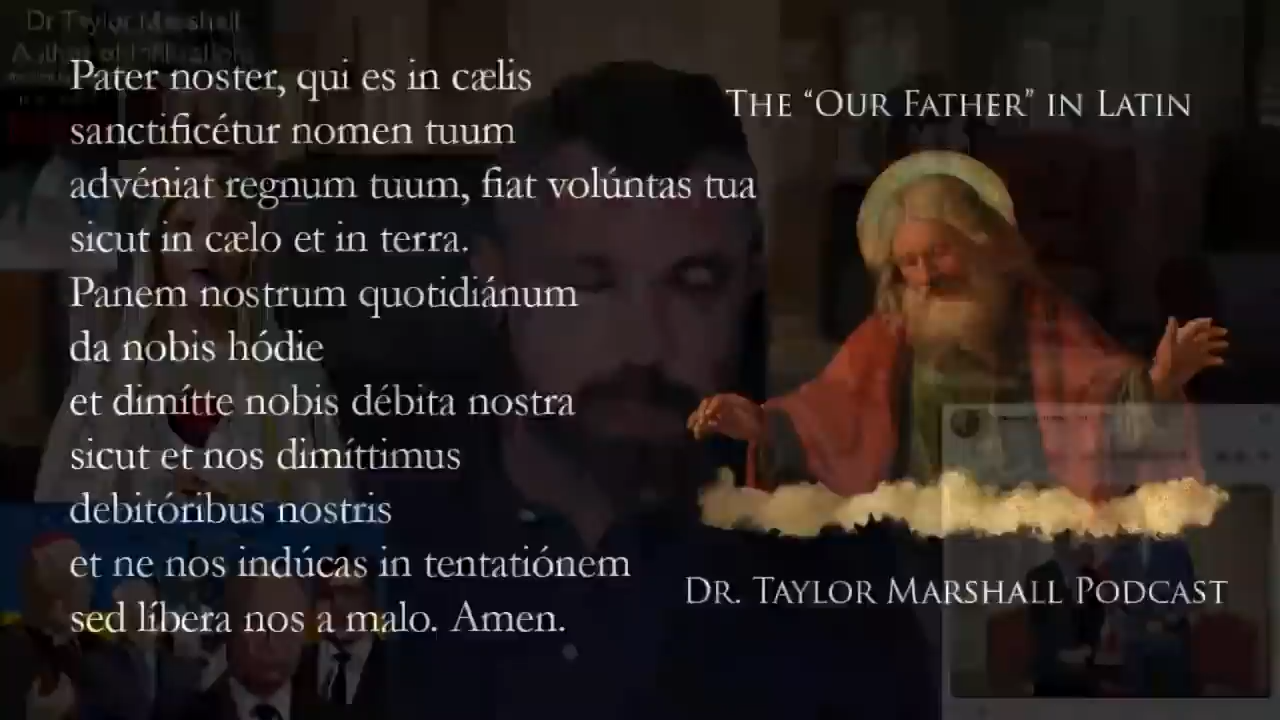 Dr Taylor Marshall
Author of Infiltration
Pater noster, qui es in cælis
sanctificétur nomen tuum
advéniat regnum tuum, fiat volúntas tua
sicut in cælo et in terra.
Panem nostrum quotidiánum
da nobis hódie
et dimítte nobis débita nostra
sicut et nos dimíttimus
debitóribus nostris
et ne nos indúcas in tentatiónem
sed líbera nos a malo. Amen.
THE “OUR FATHER” IN LATIN
DR. TAYLOR MARSHALL PODCAST